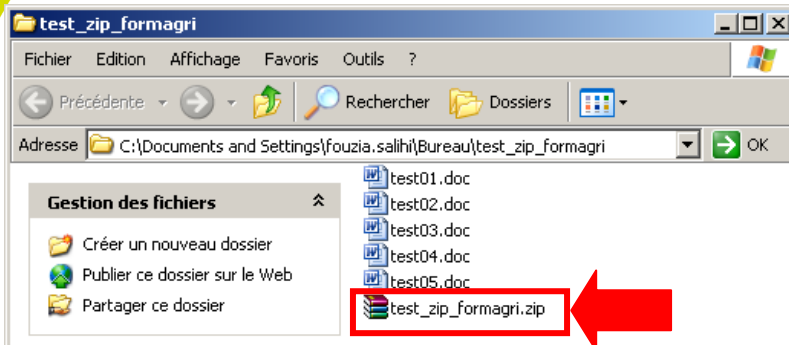 test_zip_formagri
Fichier Edition Affichage Favoris Outils ?
Précédente Rechercher Dossiers
Adresse C:\Documents and Settings\fouzia.salihi\Bureau\test_zip_formagri OK
Gestion des fichiers
Créer un nouveau dossier
Publier ce dossier sur le Web
Partager ce dossier
test01.doc
test02.doc
test03.doc
test04.doc
test05.doc
test_zip_formagri.zip